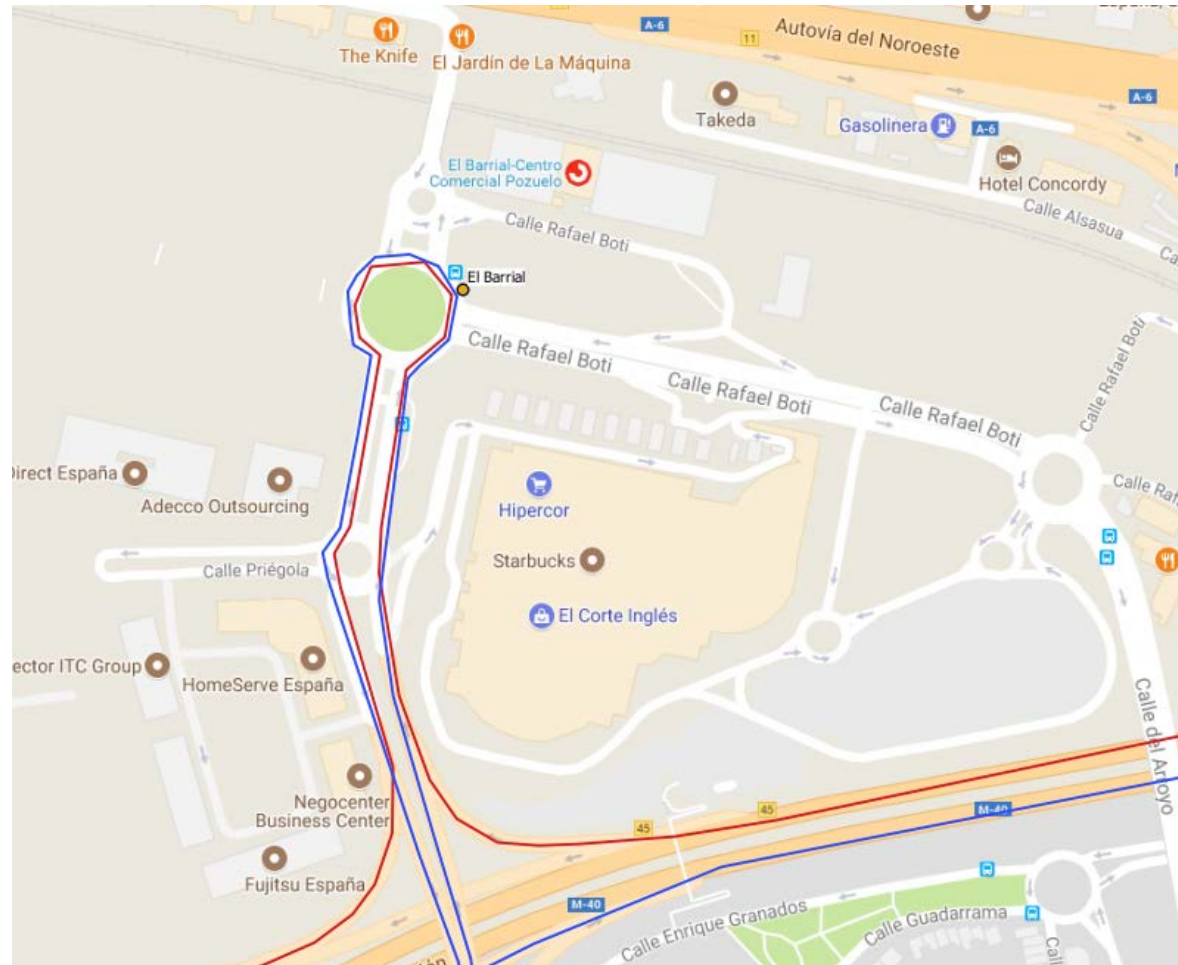 A-6
11
Autovía del Noroeste
The Knife
El Jardín de La Máquina
A-6
Takeda
Gasolinera
A-6
Hotel Concordy
El Barrial-Centro
Comercial Pozuelo
Calle Alsasua
Calle Rafael Boti
El Barrial
Calle Rafael Boti
Calle Rafael Boti
Calle Rafael Boti
Calle Rafael Boti
Direct España
Adecco Outsourcing
Hipercor
Calle Raf
Starbucks
Calle Priégola
El Corte Inglés
ector ITC Group
HomeServe España
Calle del Arroyo
Negocenter
Business Center
45
45
M-40
Fujitsu España
M-40
Calle Enrique Granados
Calle Guadarrama
Call